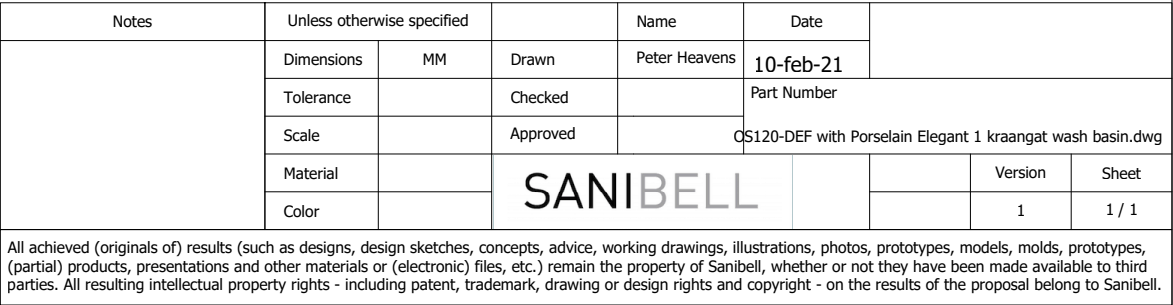 Notes
Unless otherwise specified
Name
Date
Dimensions
MM
Drawn
Peter Heavens
10-feb-21
Tolerance
Checked
Part Number
Scale
Approved
OS120-DEF with Porselain Elegant 1 kraangat wash basin.dwg
Material
SANIBELL
Version
Sheet
Color
1
1 / 1
All achieved (originals of) results (such as designs, design sketches, concepts, advice, working drawings, illustrations, photos, prototypes, models, molds, prototypes,
(partial) products, presentations and other materials or (electronic) files, etc.) remain the property of Sanibell, whether or not they have been made available to third
parties. All resulting intellectual property rights - including patent, trademark, drawing or design rights and copyright - on the results of the proposal belong to Sanibell.